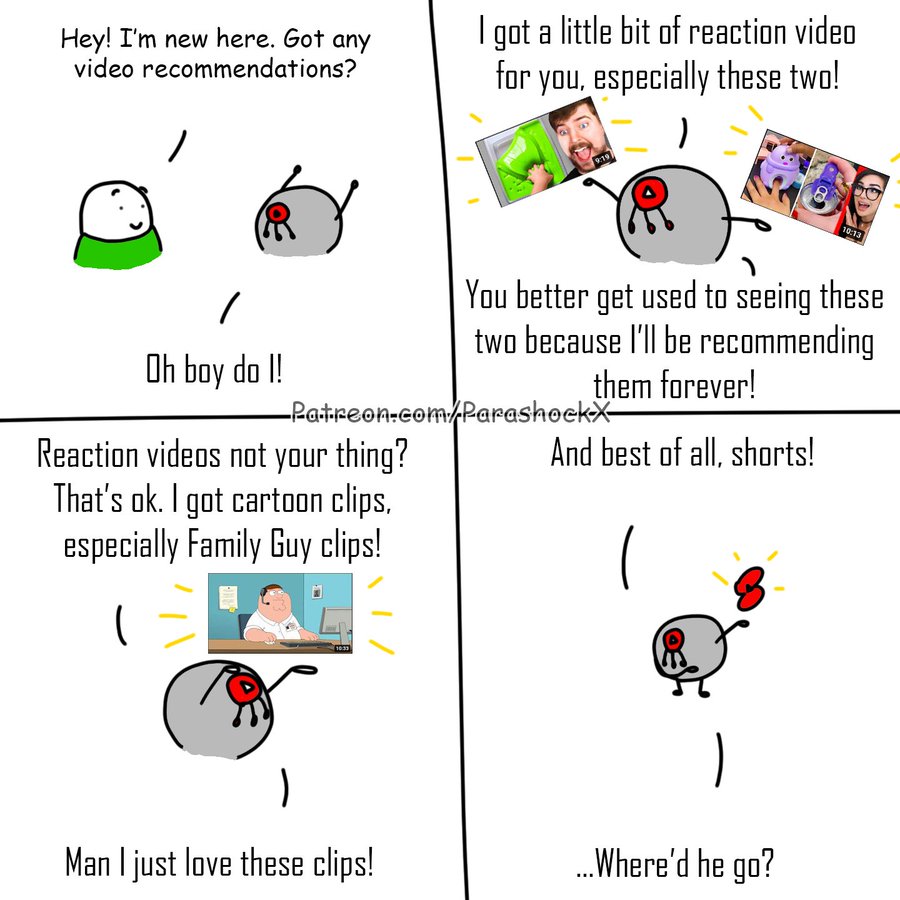 Hey! I'm new here. Got any
video recommendations?
Oh boy do I!
I got a little bit of reaction video
for you, especially these two!
9:19
10:13
You better get used to seeing these
two because I'll be recommending
them forever!
Patreon.com/ParashockX
Reaction videos not your thing?
That's ok. I got cartoon clips,
especially Family Guy clips!
10:33
Man I just love these clips!
And best of all, shorts!
...Where'd he go?